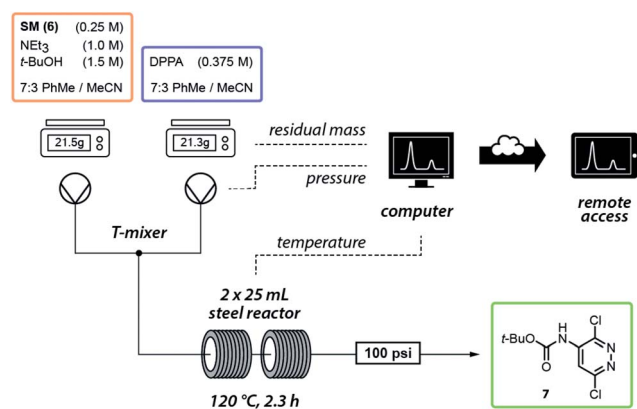 SM (6) (0.25 M)
NEt3 (1.0 M)
t-BuOH (1.5 M)
7:3 PhMe / MeCN
DPPA (0.375 M)
7:3 PhMe / MeCN
21.5g
21.3g
residual mass
pressure
computer
remote
access
T-mixer
temperature
2 x 25 mL
steel reactor
100 psi
120 °C, 2.3 h
Cl
H
t-BuO
N
N
N
O
Cl
7